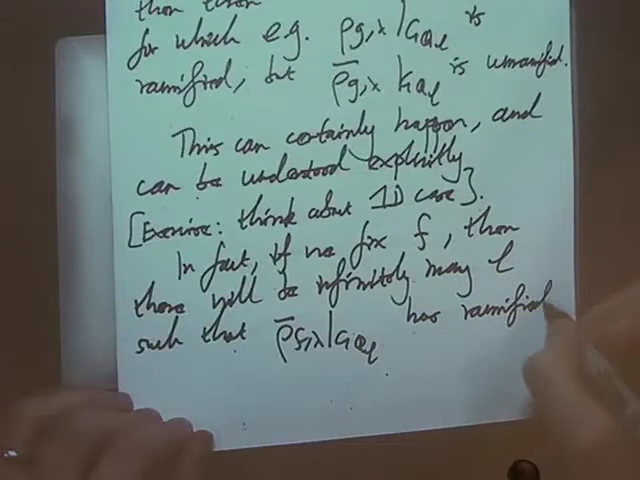 then
for which e.g. ρg,λ|GQℓ is
ramified, but ρ̄g,λ |Gaℓ is unramified.
This can certainly happen, and
can be understood explicitly
[Exercise: think about 1D case].
In fact, if we fix f, then
there will be infinitely many ℓ
such that ρ̄f,λ|GQℓ has ramified